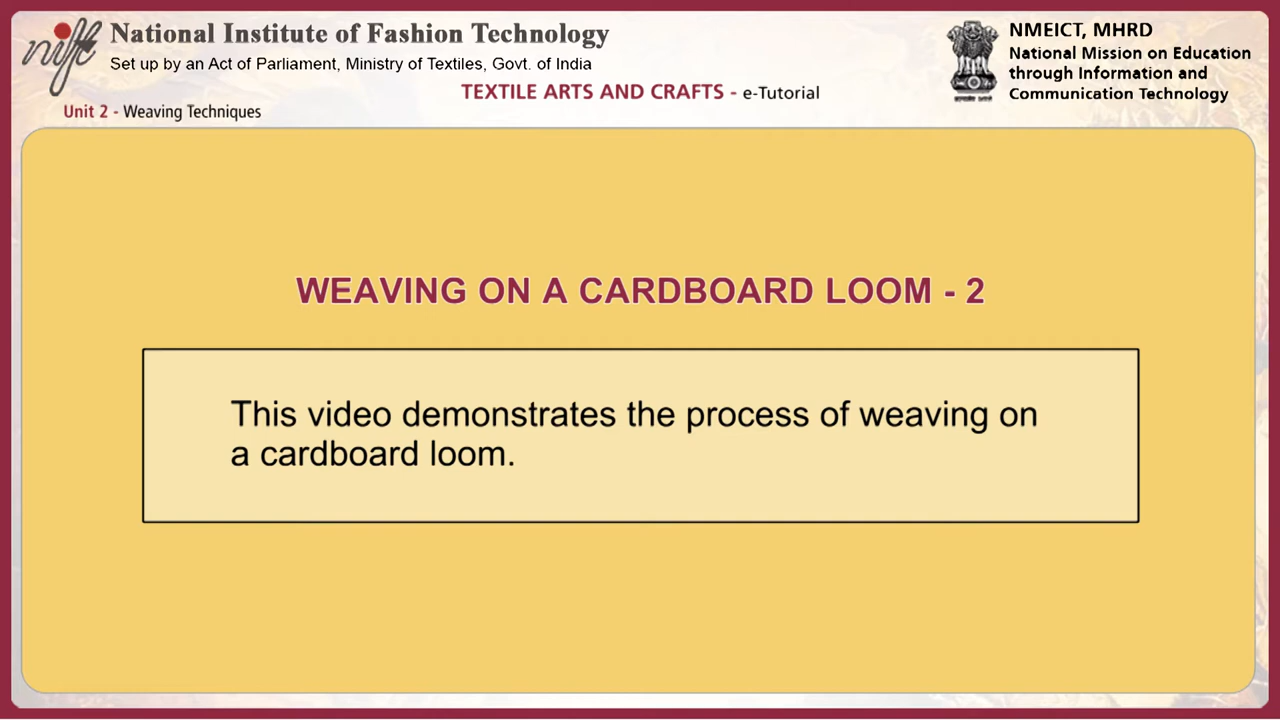 nift
National Institute of Fashion Technology
Set up by an Act of Parliament, Ministry of Textiles, Govt. of India
TEXTILE ARTS AND CRAFTS - e-Tutorial
Unit 2 - Weaving Techniques
NMEICT, MHRD
National Mission on Education
through Information and
Communication Technology
WEAVING ON A CARDBOARD LOOM - 2
This video demonstrates the process of weaving on
a cardboard loom.